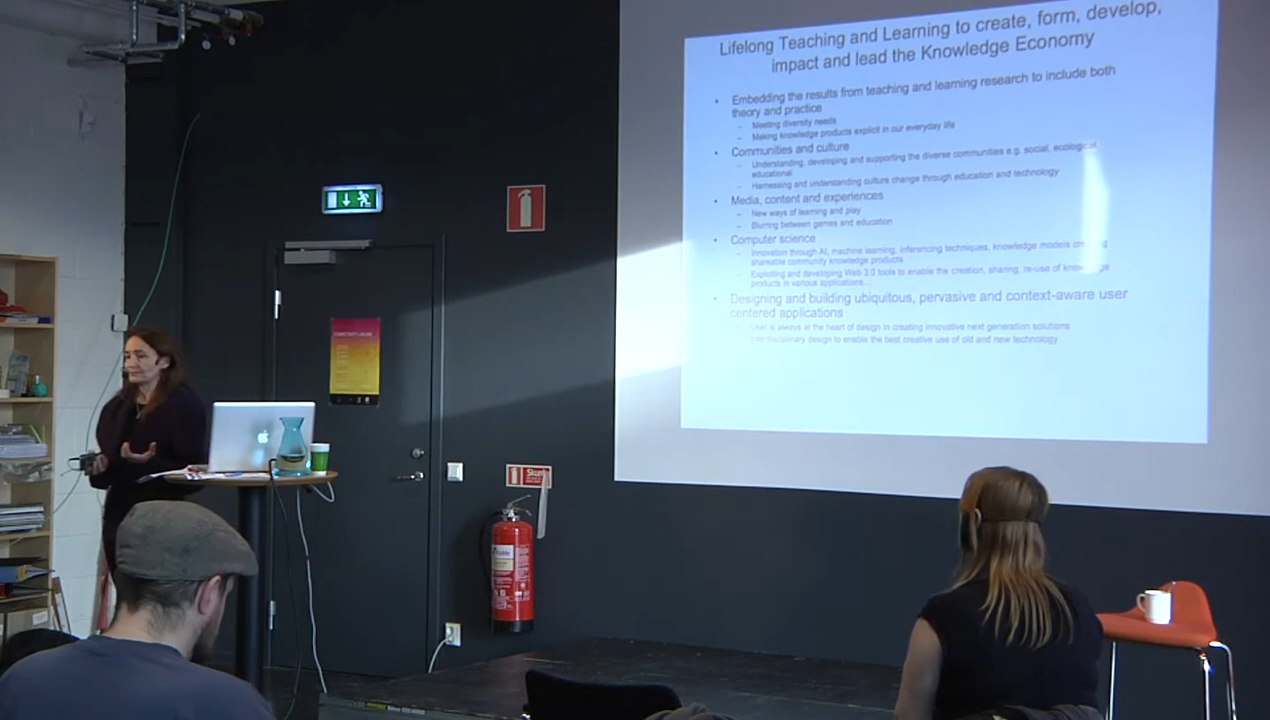 Lifelong Teaching and Learning to create, form, develop,
impact and lead the Knowledge Economy
• Embedding the results from teaching and learning research to include both
theory and practice
– Meeting diversity needs
– Making knowledge products explicit in our everyday life
• Communities and culture
– Understanding, developing and supporting the diverse communities e.g. social, ecological,
educational
– Harnessing and understanding culture change through education and technology
• Media, content and experiences
– New ways of learning and play
– Blurring between games and education
• Computer science
– Innovation through AI, machine learning, inferencing techniques, knowledge models creating
shareable community knowledge products
– Exploiting and developing Web 3.0 tools to enable the creation, sharing, re-use of knowledge
products in various applications…
• Designing and building ubiquitous, pervasive and context-aware user
centered applications
– User is always at the heart of design in creating innovative next generation solutions
– Interdisciplinary design to enable the best creative use of old and new technology